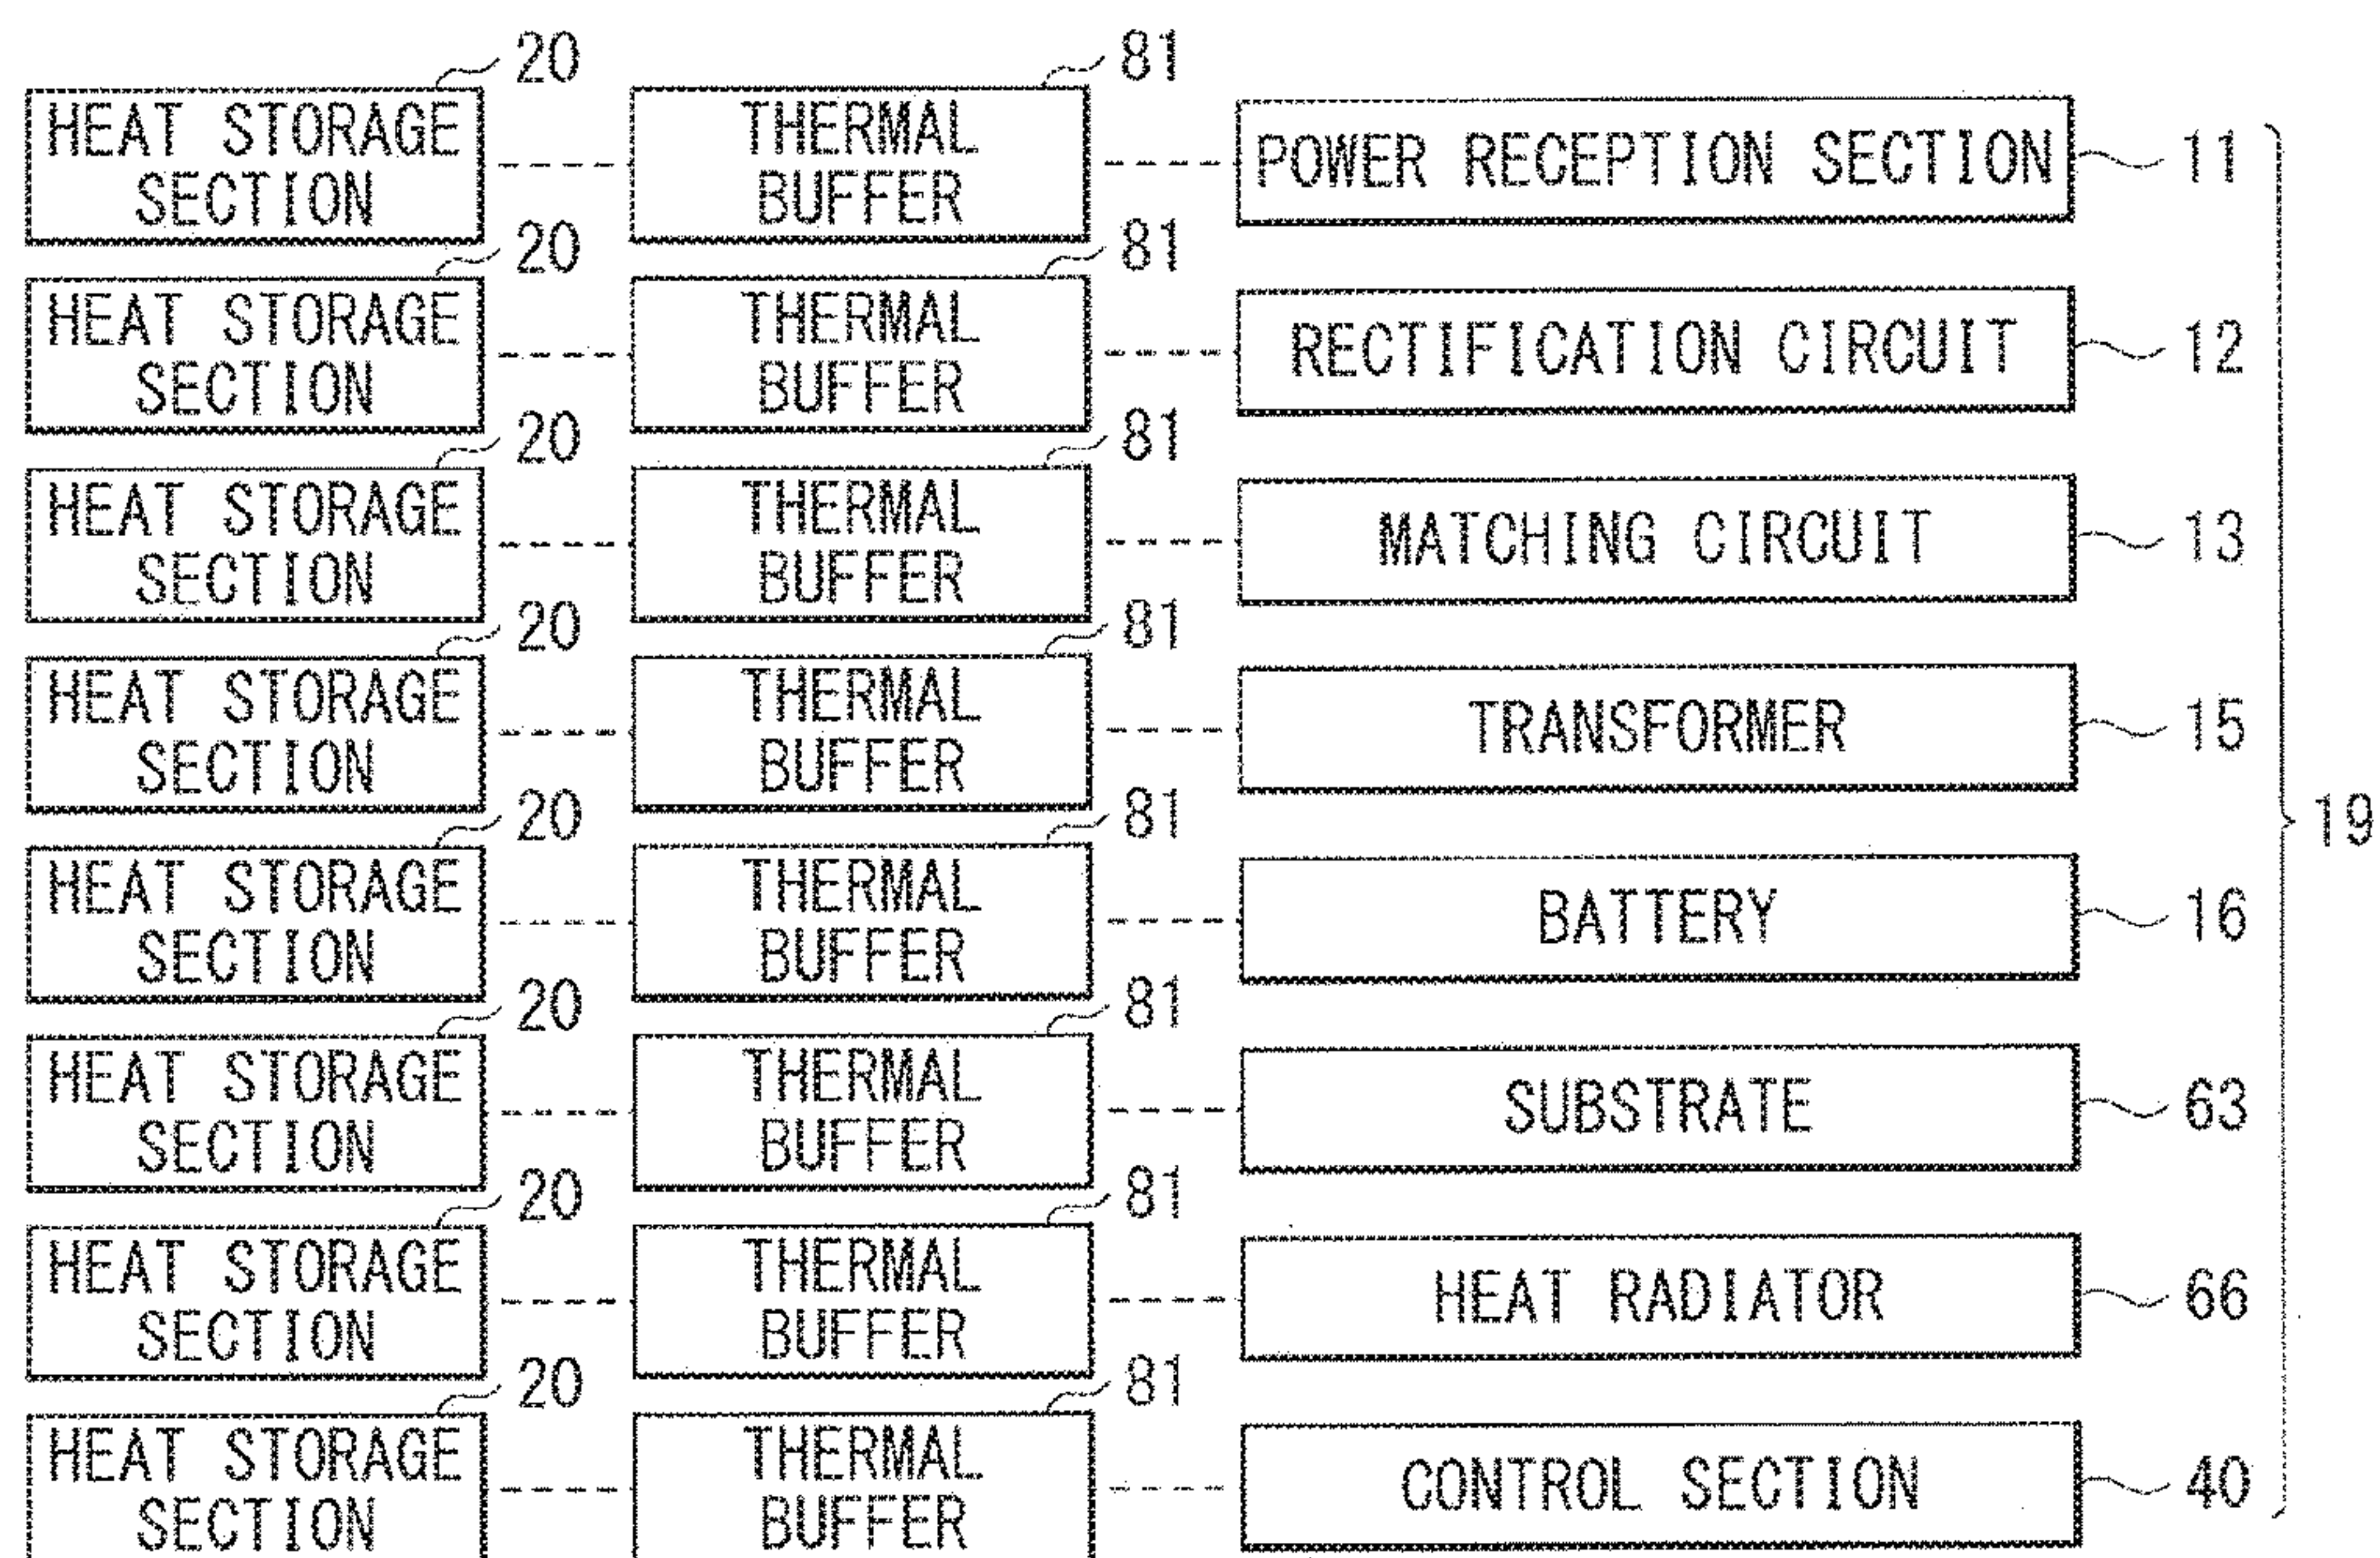 20 81
HEAT STORAGE THERMAL
POWER RECEPTION SECTION 11
SECTION BUFFER
20 81
HEAT STORAGE THERMAL
RECTIFICATION CIRCUIT 12
SECTION BUFFER
20 81
HEAT STORAGE THERMAL
MATCHING CIRCUIT 13
SECTION BUFFER
20 81
HEAT STORAGE THERMAL
TRANSFORMER 15
SECTION BUFFER
20 81
19
HEAT STORAGE THERMAL
BATTERY 16
SECTION BUFFER
20 81
HEAT STORAGE THERMAL
SUBSTRATE 63
SECTION BUFFER
20 81
HEAT STORAGE THERMAL
HEAT RADIATOR 66
SECTION BUFFER
20 81
HEAT STORAGE THERMAL
CONTROL SECTION 40
SECTION BUFFER